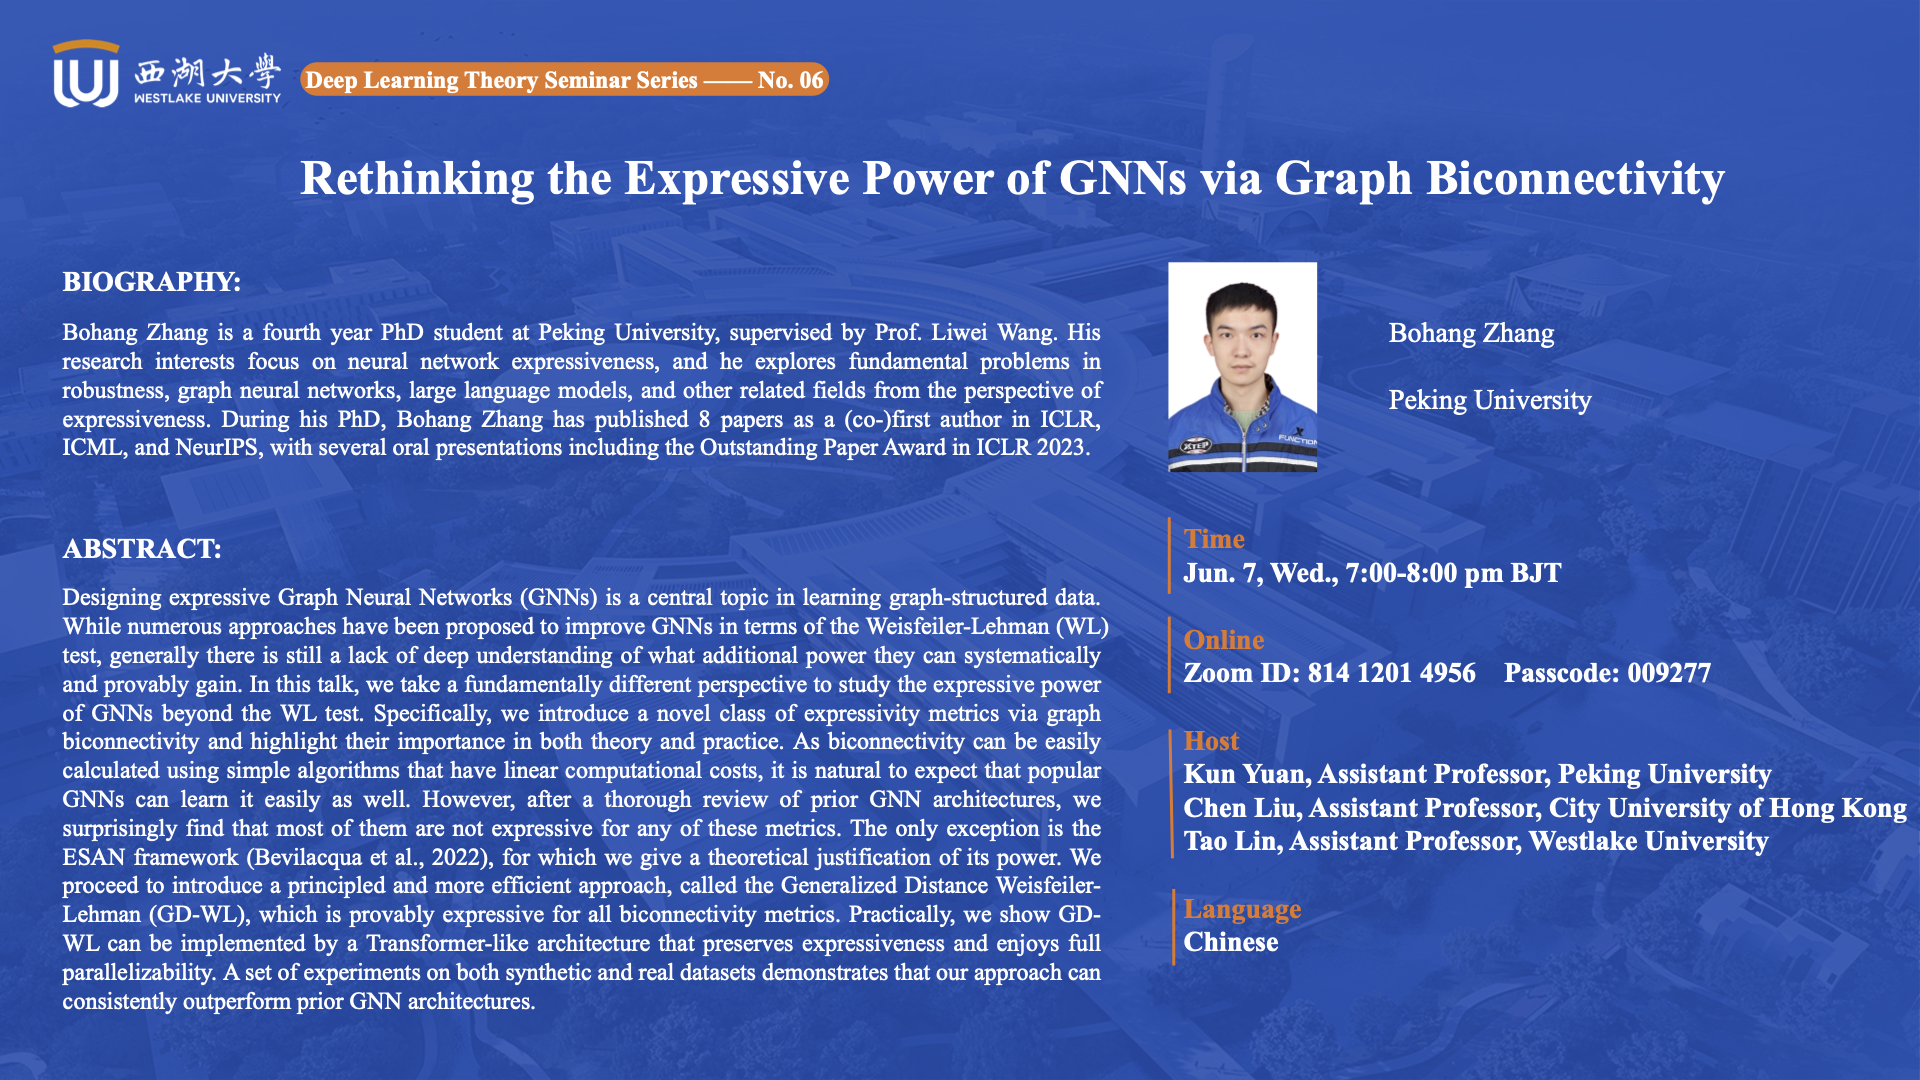 西湖大學
WESTLAKE UNIVERSITY
Deep Learning Theory Seminar Series —— No. 06
Rethinking the Expressive Power of GNNs via Graph Biconnectivity
BIOGRAPHY:
Bohang Zhang is a fourth year PhD student at Peking University, supervised by Prof. Liwei Wang. His
research interests focus on neural network expressiveness, and he explores fundamental problems in
robustness, graph neural networks, large language models, and other related fields from the perspective of
expressiveness. During his PhD, Bohang Zhang has published 8 papers as a (co-)first author in ICLR,
ICML, and NeurIPS, with several oral presentations including the Outstanding Paper Award in ICLR 2023.
ABSTRACT:
Designing expressive Graph Neural Networks (GNNs) is a central topic in learning graph-structured data.
While numerous approaches have been proposed to improve GNNs in terms of the Weisfeiler-Lehman (WL)
test, generally there is still a lack of deep understanding of what additional power they can systematically
and provably gain. In this talk, we take a fundamentally different perspective to study the expressive power
of GNNs beyond the WL test. Specifically, we introduce a novel class of expressivity metrics via graph
biconnectivity and highlight their importance in both theory and practice. As biconnectivity can be easily
calculated using simple algorithms that have linear computational costs, it is natural to expect that popular
GNNs can learn it easily as well. However, after a thorough review of prior GNN architectures, we
surprisingly find that most of them are not expressive for any of these metrics. The only exception is the
ESAN framework (Bevilacqua et al., 2022), for which we give a theoretical justification of its power. We
proceed to introduce a principled and more efficient approach, called the Generalized Distance Weisfeiler-
Lehman (GD-WL), which is provably expressive for all biconnectivity metrics. Practically, we show GD-
WL can be implemented by a Transformer-like architecture that preserves expressiveness and enjoys full
parallelizability. A set of experiments on both synthetic and real datasets demonstrates that our approach can
consistently outperform prior GNN architectures.
XTEP
X
FUNCTION
Bohang Zhang
Peking University
Time
Jun. 7, Wed., 7:00-8:00 pm BJT
Online
Zoom ID: 814 1201 4956 Passcode: 009277
Host
Kun Yuan, Assistant Professor, Peking University
Chen Liu, Assistant Professor, City University of Hong Kong
Tao Lin, Assistant Professor, Westlake University
Language
Chinese